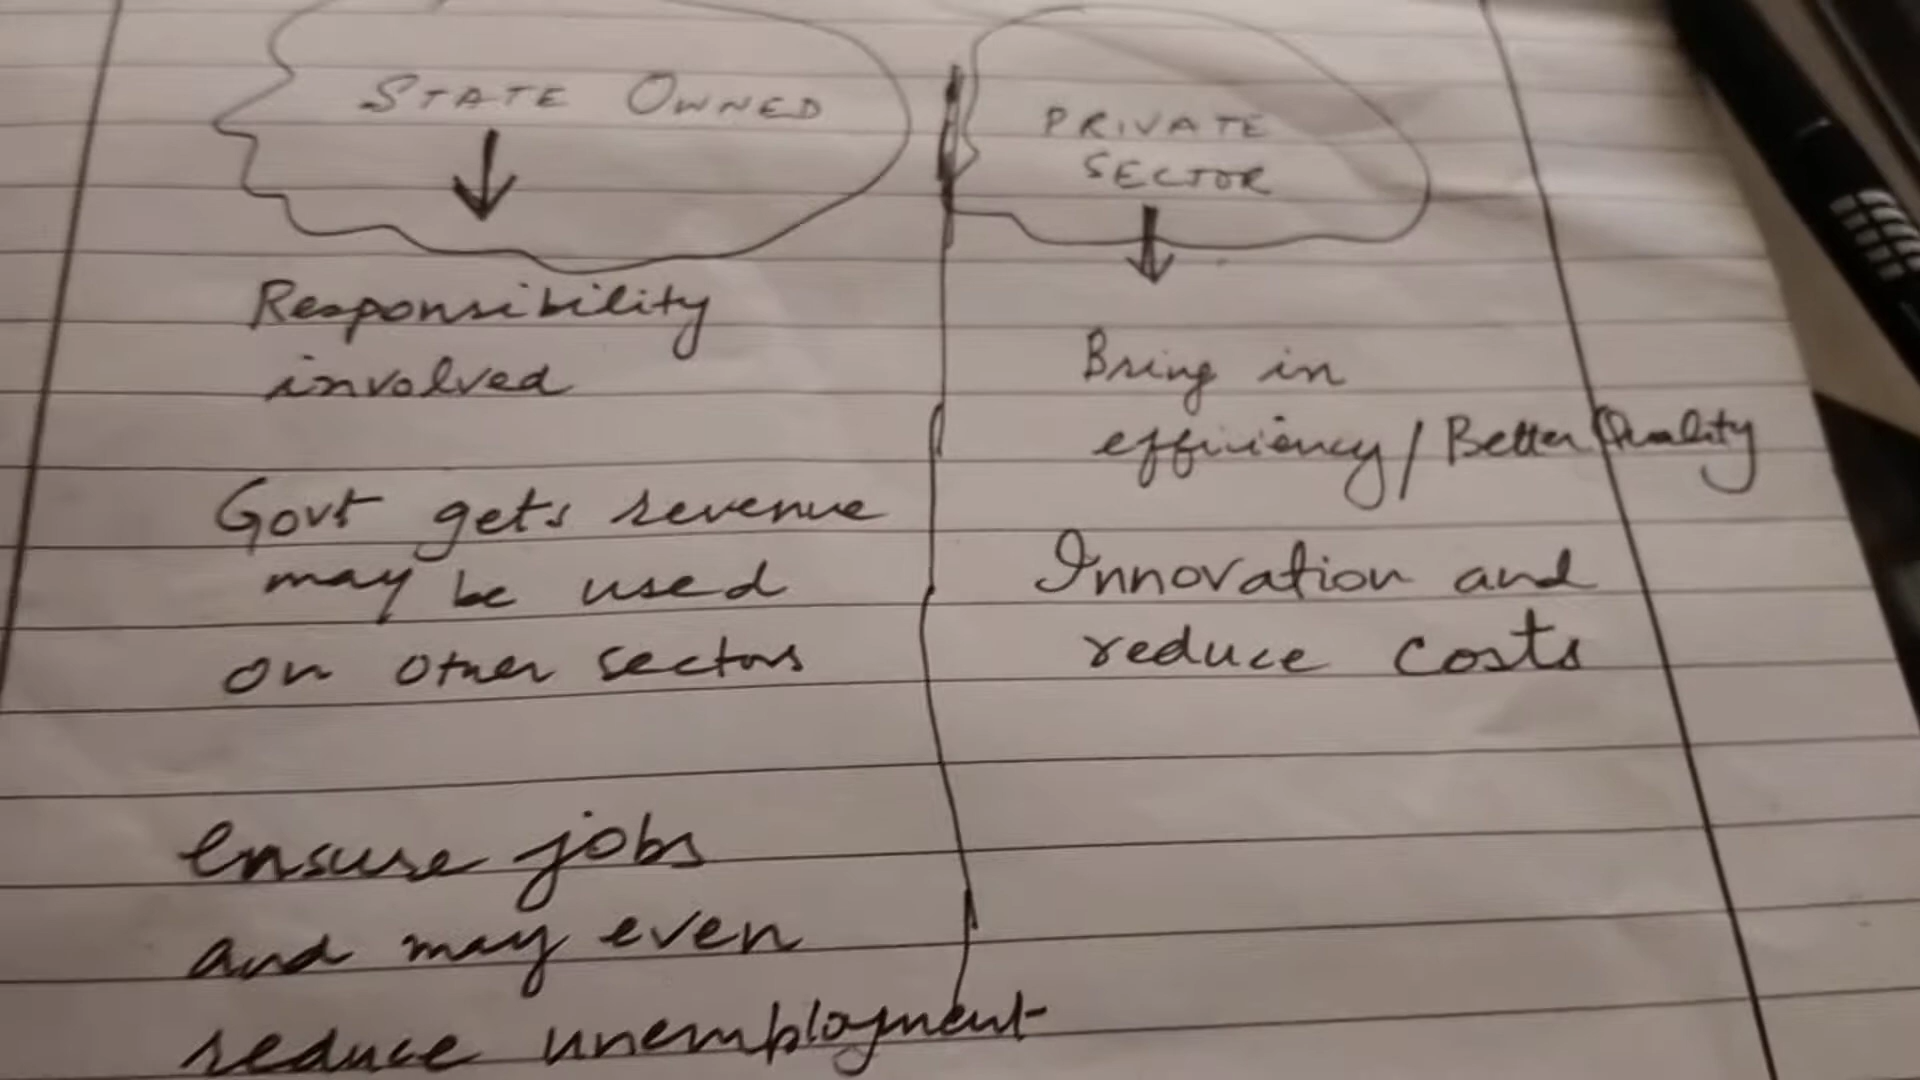 STATE OWNED
Responsibility
involved
Govt gets revenue
may be used
on other sectors
ensure jobs
and may even
reduce unemployment
PRIVATE
SECTOR
Bring in
efficiency / Better Quality
Innovation and
reduce costs